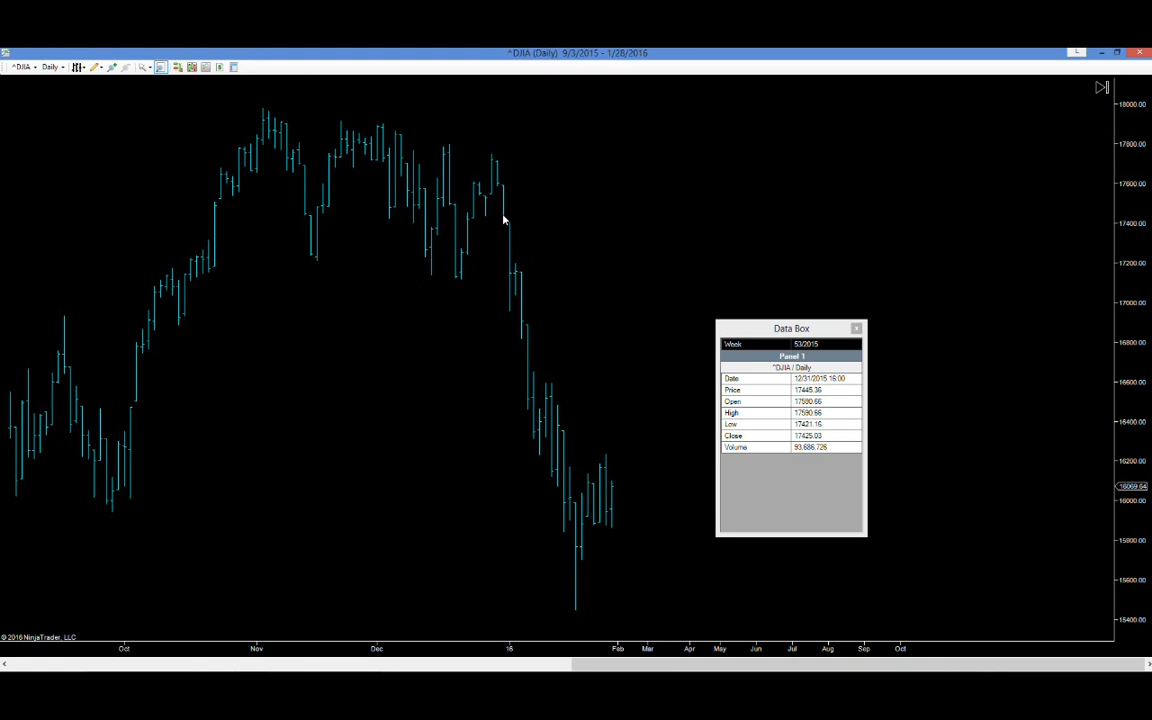 ^DJIA (Daily) 9/3/2015 - 1/28/2016
L
^DJIA Daily
18000.00
17800.00
17600.00
17400.00
17200.00
17000.00
16800.00
16600.00
16400.00
16200.00
16069.64
16000.00
15800.00
15600.00
15400.00
Data Box
x
Week 53/2015
Panel 1
^DJIA / Daily
Date 12/31/2015 16:00
Price 17445.36
Open 17590.66
High 17590.66
Low 17421.16
Close 17425.03
Volume 93,686,726
© 2016 NinjaTrader, LLC
Oct Nov Dec 16 Feb Mar Apr May Jun Jul Aug Sep Oct